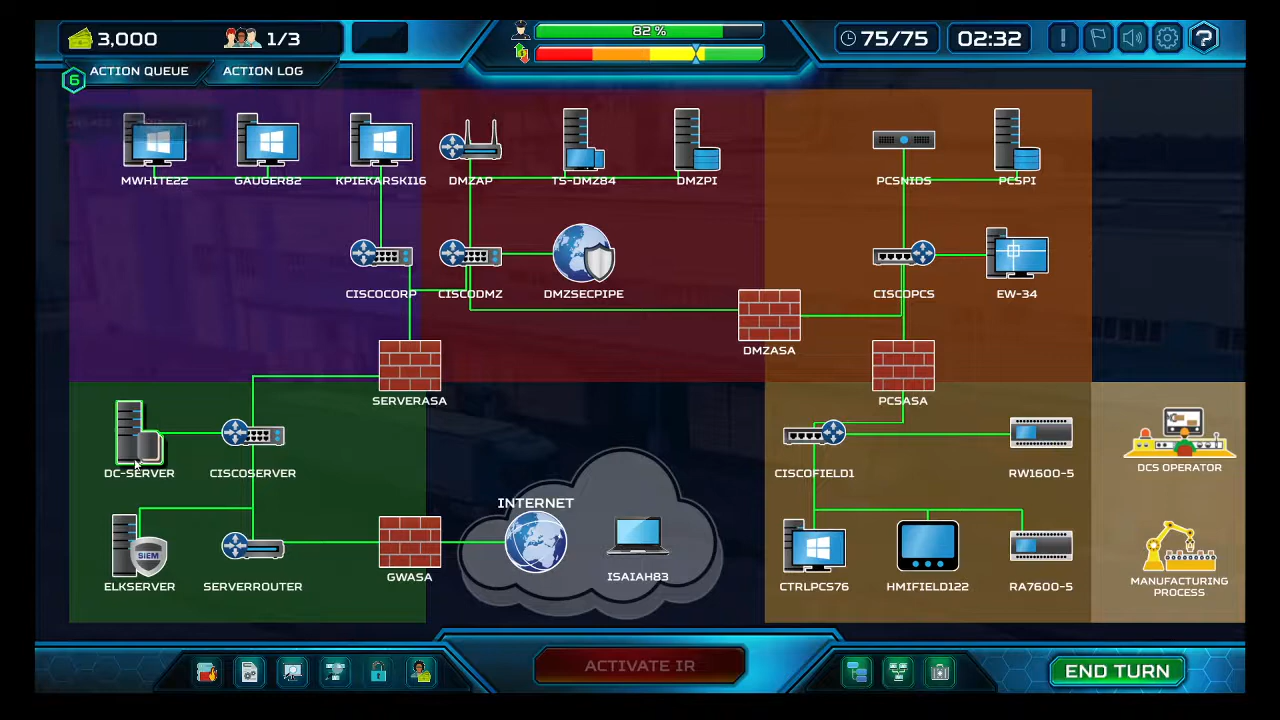 3,000
1/3
82 %
75/75
02:32
!
?
6
ACTION QUEUE
ACTION LOG
MWHITE22
GAUGER82
KPIEKARSKI16
DMZAP
TS-DMZ84
DMZPI
PCSNIDS
PCSPI
CISCOCORP
CISCODMZ
DMZSECPIPE
CISCOPCS
EW-34
DMZASA
SERVERASA
PCSASA
DC-SERVER
CISCOSERVER
CISCOFIELD1
RW1600-5
DCS OPERATOR
INTERNET
SIEM
ELKSERVER
SERVERROUTER
GWASA
ISAIAH83
CTRLPCS76
HMIFIELD122
RA7600-5
MANUFACTURING
PROCESS
ACTIVATE IR
END TURN